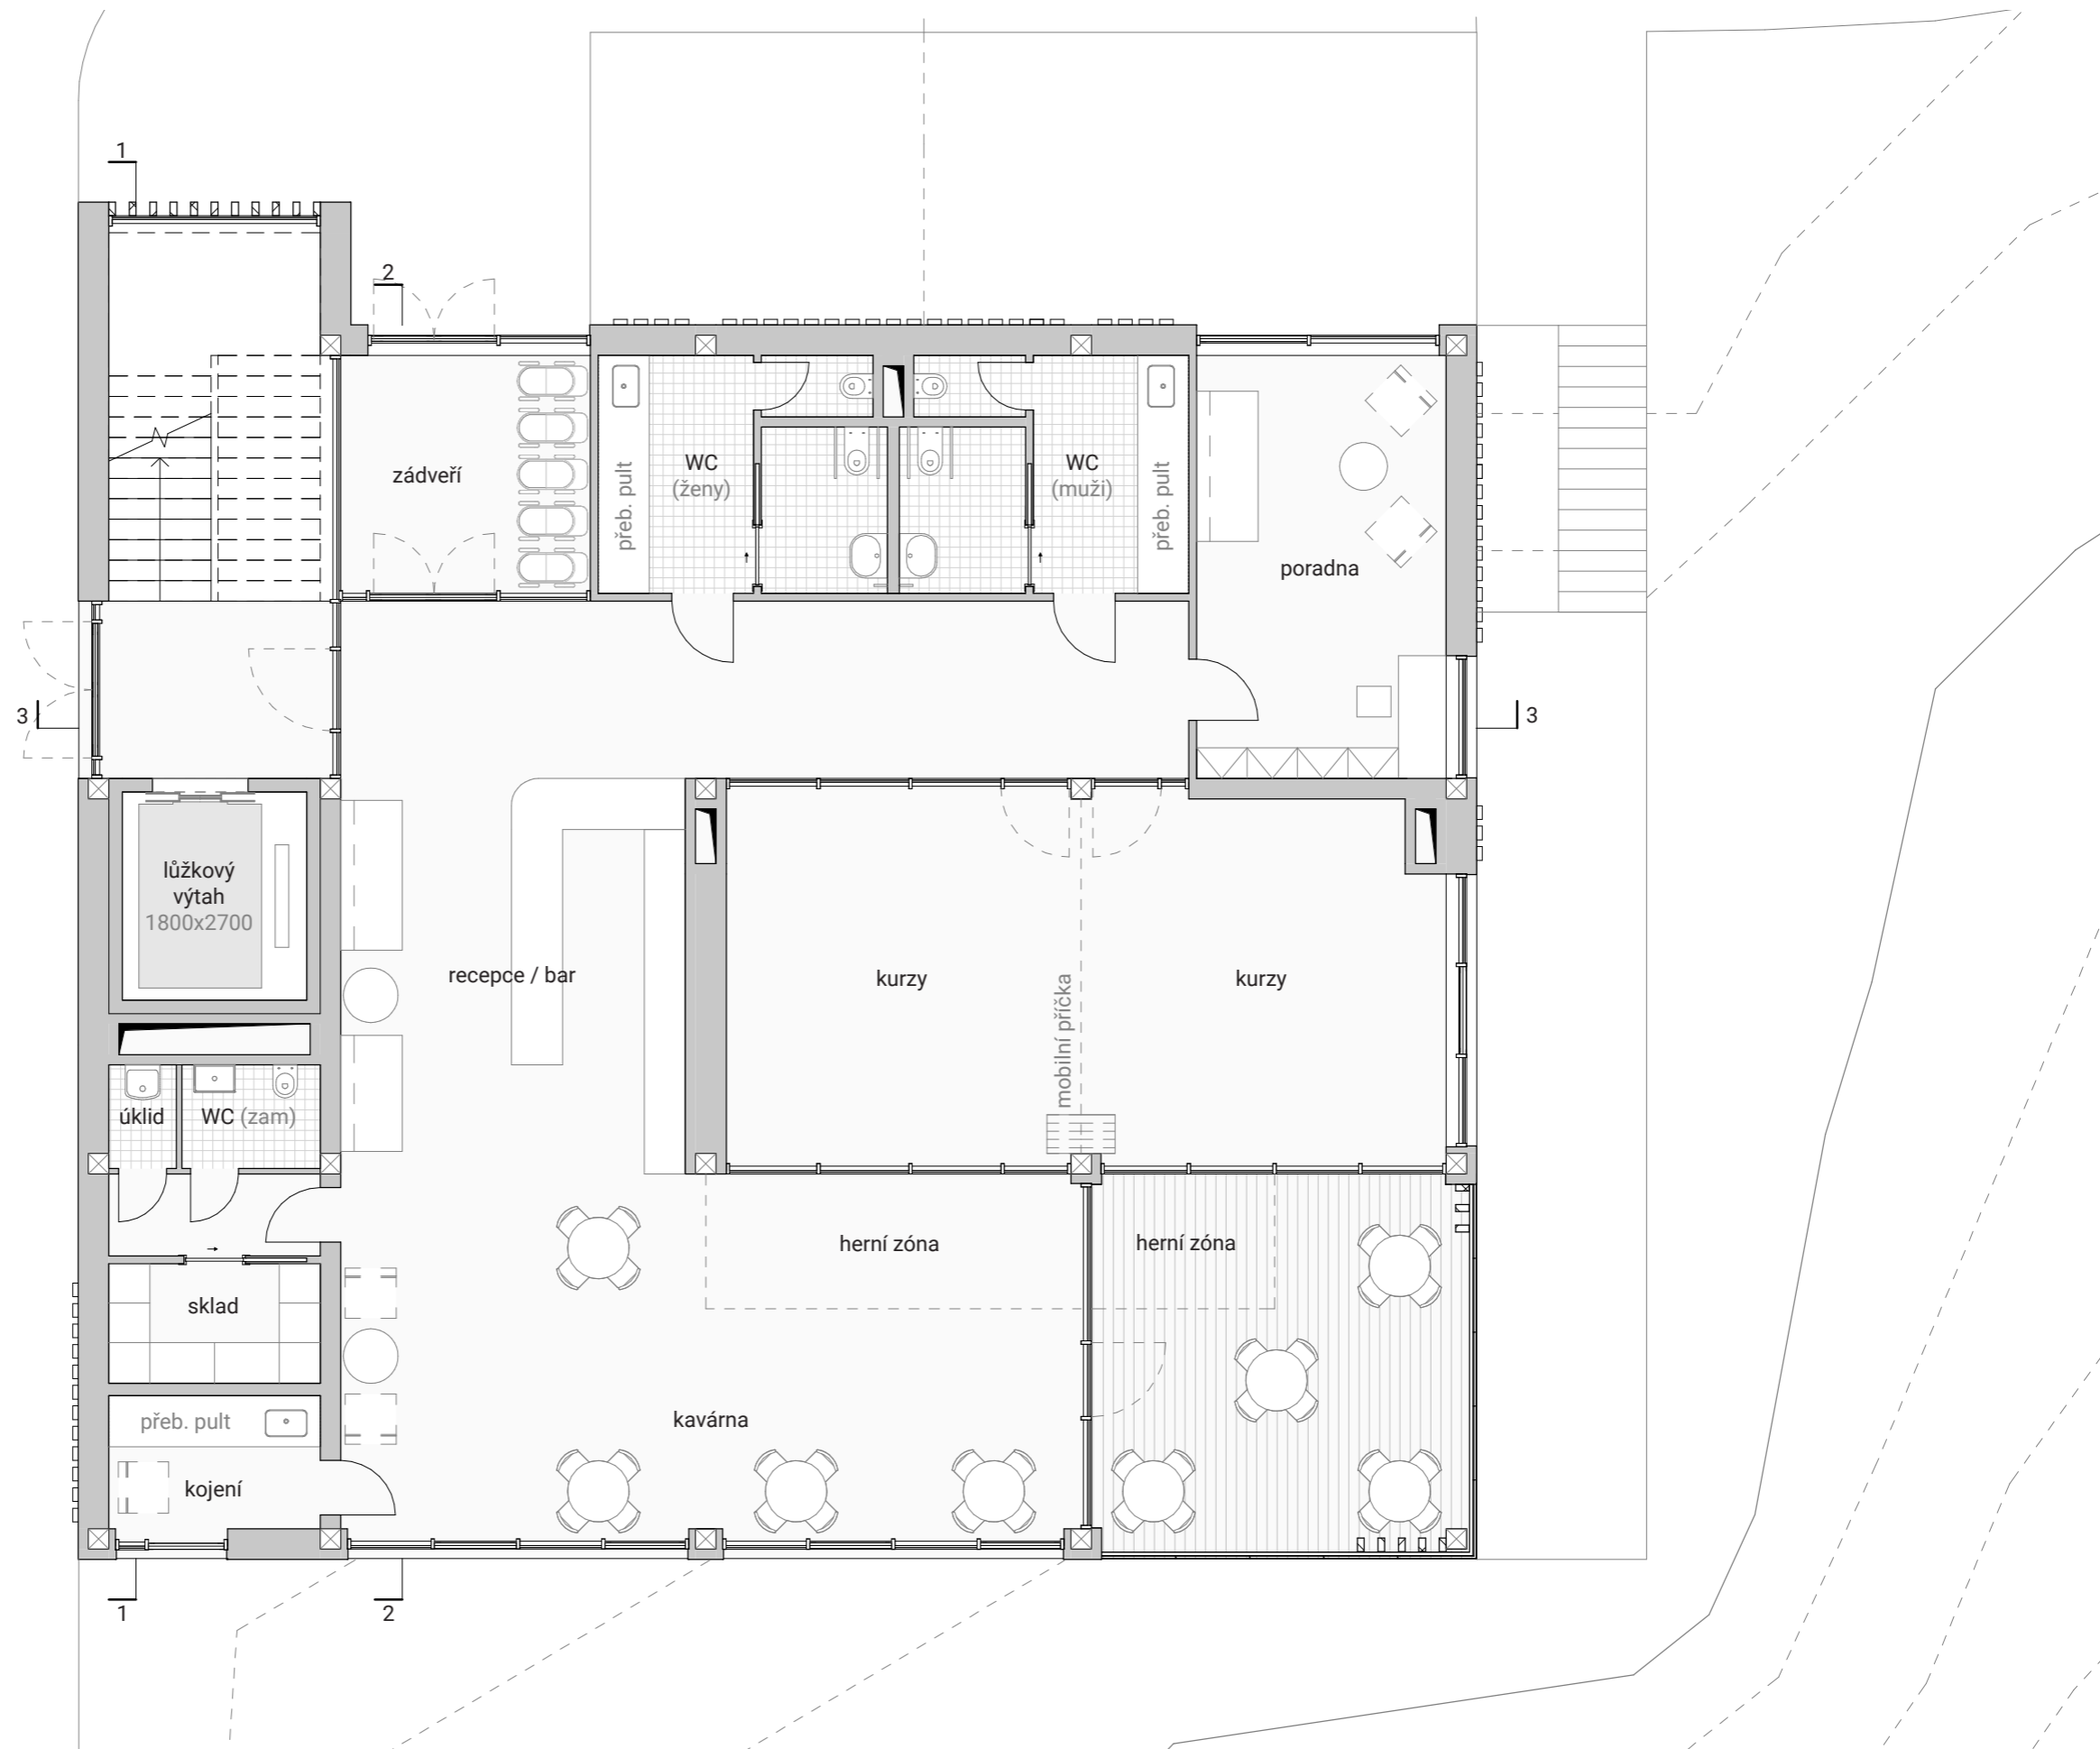 1
2
zádveří
přeb. pult
WC
(ženy)
WC
(muži)
přeb. pult
poradna
3
3
lůžkový
výtah
1800x2700
recepce / bar
kurzy
mobilní příčka
kurzy
úklid
WC (zam)
herní zóna
herní zóna
sklad
přeb. pult
kavárna
kojení
1
2